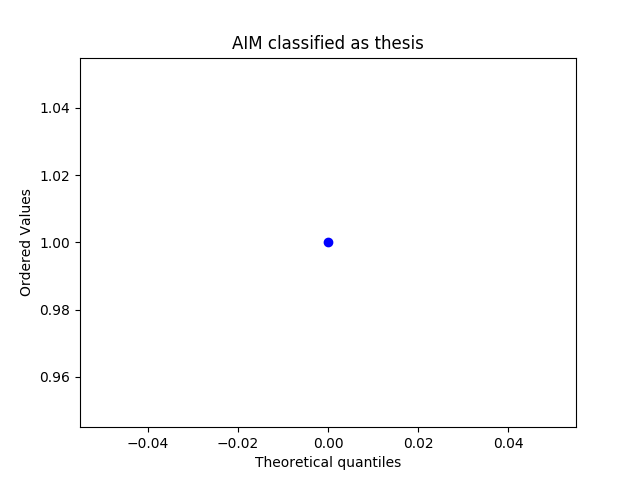 AIM classified as thesis
Ordered Values
1.04
1.02
1.00
0.98
0.96
−0.04 −0.02 0.00 0.02 0.04
Theoretical quantiles